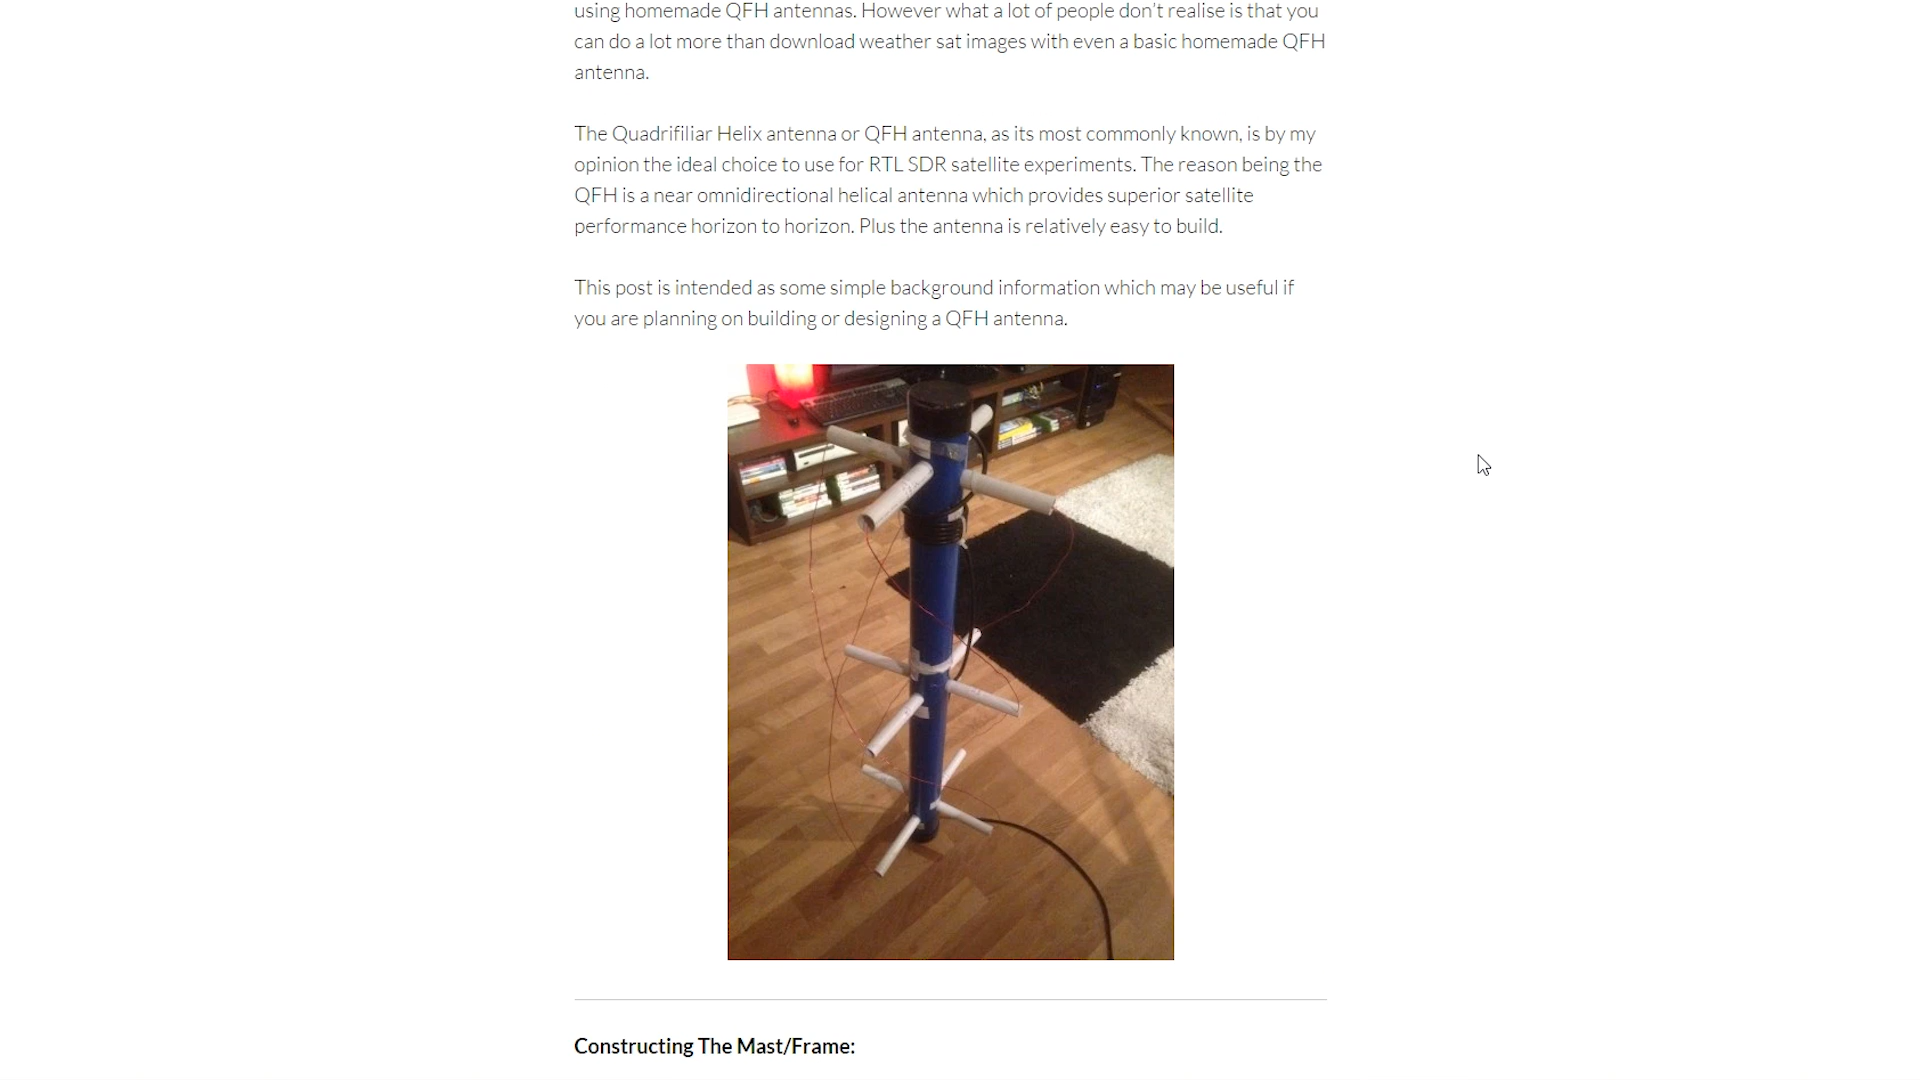 using homemade QFH antennas. However what a lot of people don't realise is that you
can do a lot more than download weather sat images with even a basic homemade QFH
antenna.
The Quadrifiliar Helix antenna or QFH antenna, as its most commonly known, is by my
opinion the ideal choice to use for RTL SDR satellite experiments. The reason being the
QFH is a near omnidirectional helical antenna which provides superior satellite
performance horizon to horizon. Plus the antenna is relatively easy to build.
This post is intended as some simple background information which may be useful if
you are planning on building or designing a QFH antenna.
Constructing The Mast/Frame: